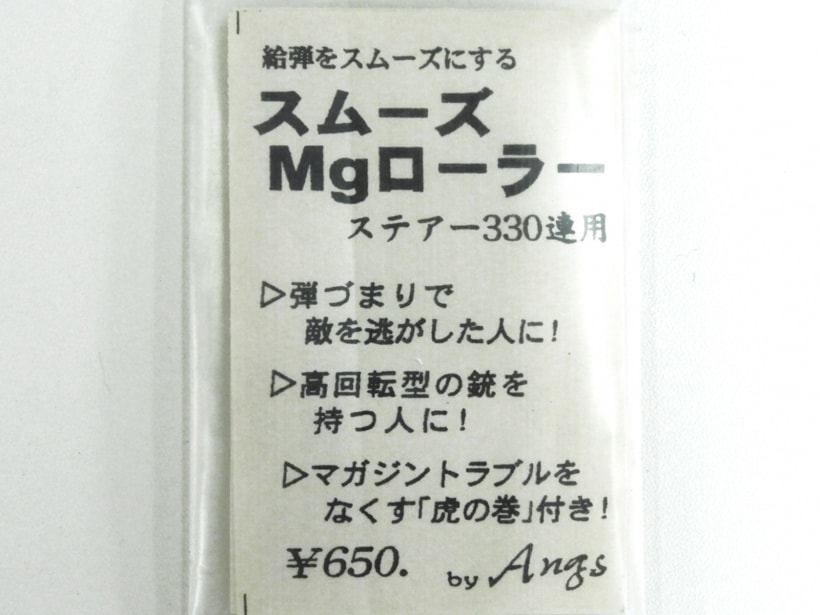 給弾をスムーズにする
スムーズ
Mgローラー
ステアー330連用
▷弾づまりで
敵を逃がした人に!
▷高回転型の銃を
持つ人に!
▷マガジントラブルを
なくす「虎の巻」付き!
¥650. by Angs